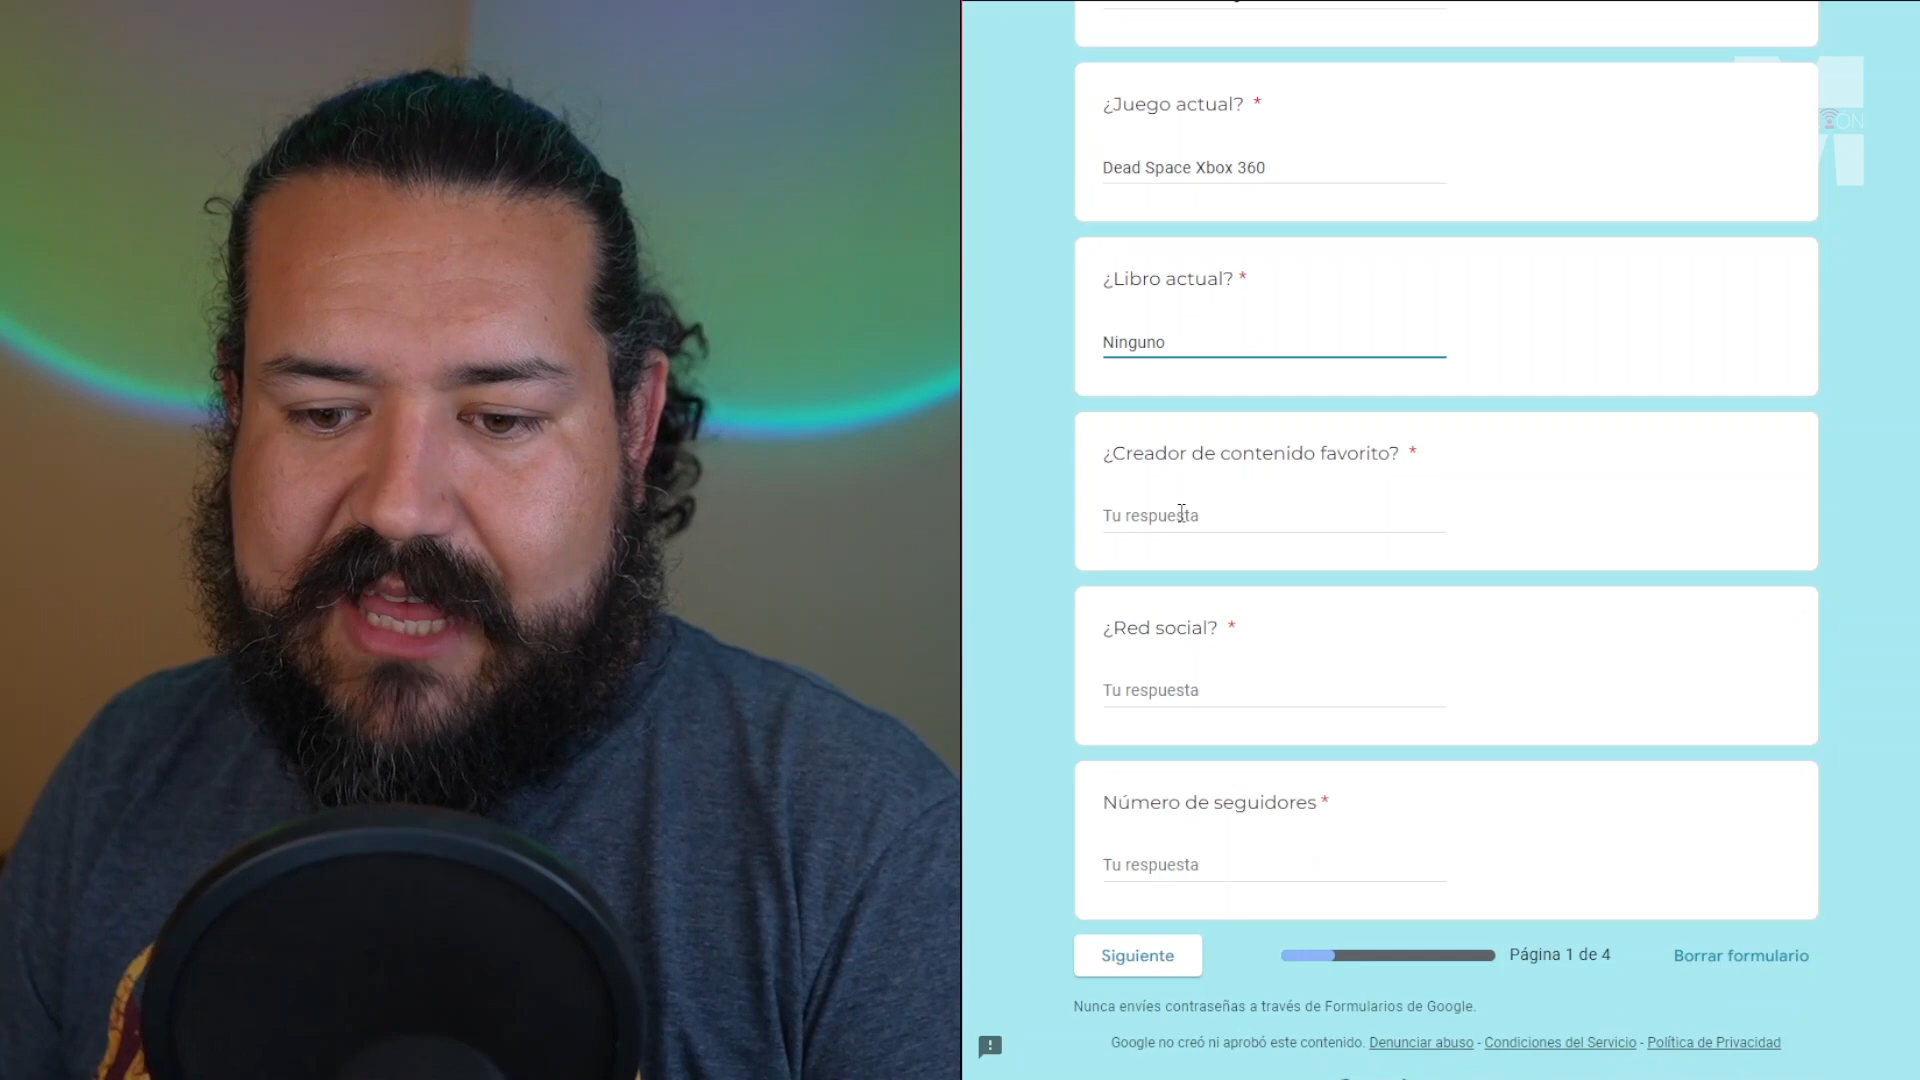 ¿Juego actual? *
Dead Space Xbox 360
¿Libro actual? *
Ninguno
¿Creador de contenido favorito? *
Tu respuesta
¿Red social? *
Tu respuesta
Número de seguidores *
Tu respuesta
Siguiente
Página 1 de 4
Borrar formulario
Nunca envíes contraseñas a través de Formularios de Google.
Google no creó ni aprobó este contenido. Denunciar abuso - Condiciones del Servicio - Política de Privacidad